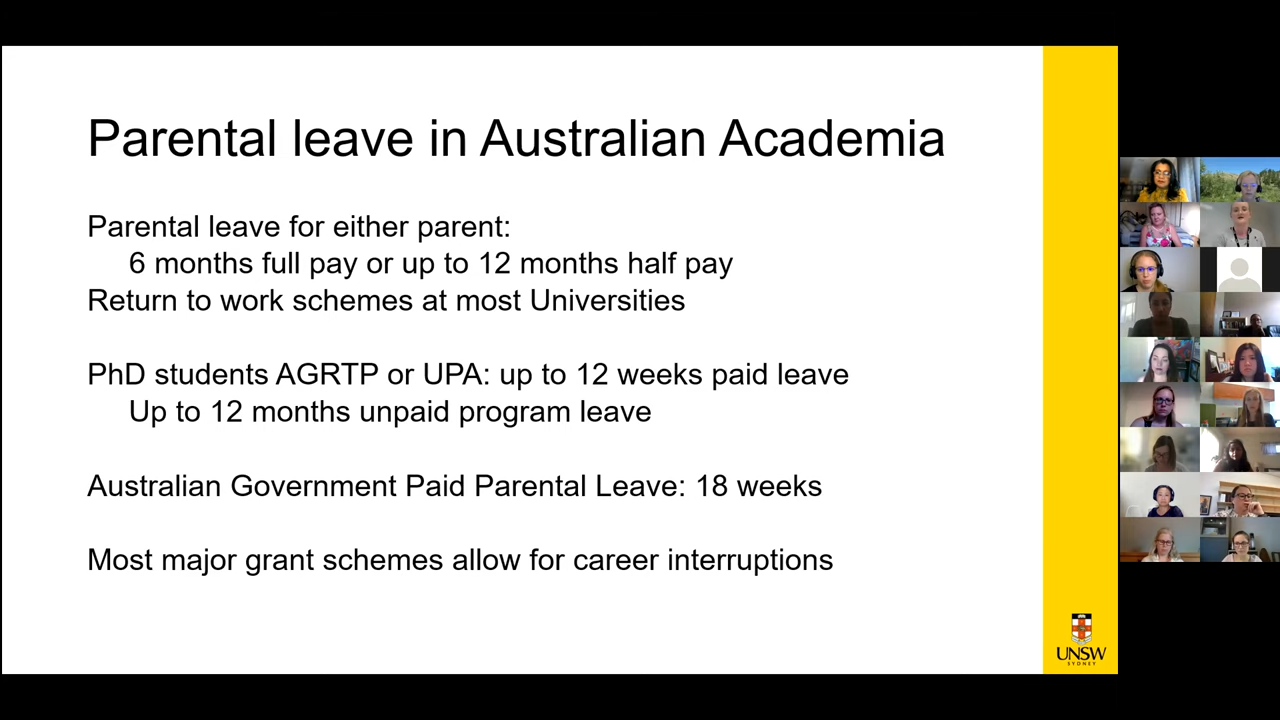 Parental leave in Australian Academia
Parental leave for either parent:
6 months full pay or up to 12 months half pay
Return to work schemes at most Universities
PhD students AGRTP or UPA: up to 12 weeks paid leave
Up to 12 months unpaid program leave
Australian Government Paid Parental Leave: 18 weeks
Most major grant schemes allow for career interruptions
UNSW
SYDNEY